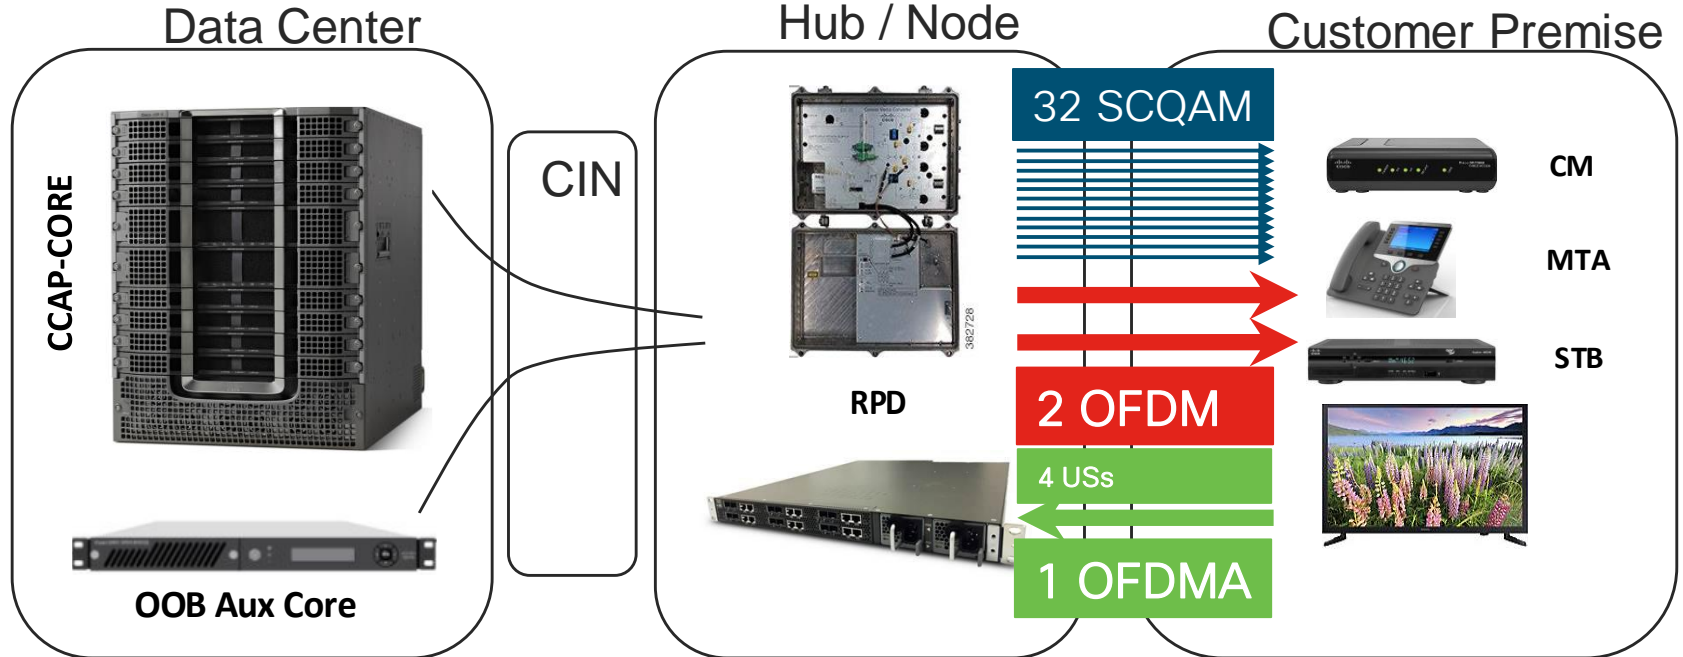 Data Center
Hub / Node
Customer Premise
CCAP-CORE
CIN
32 SCQAM
CM
MTA
382728
STB
RPD
2 OFDM
4 USs
1 OFDMA
OOB Aux Core